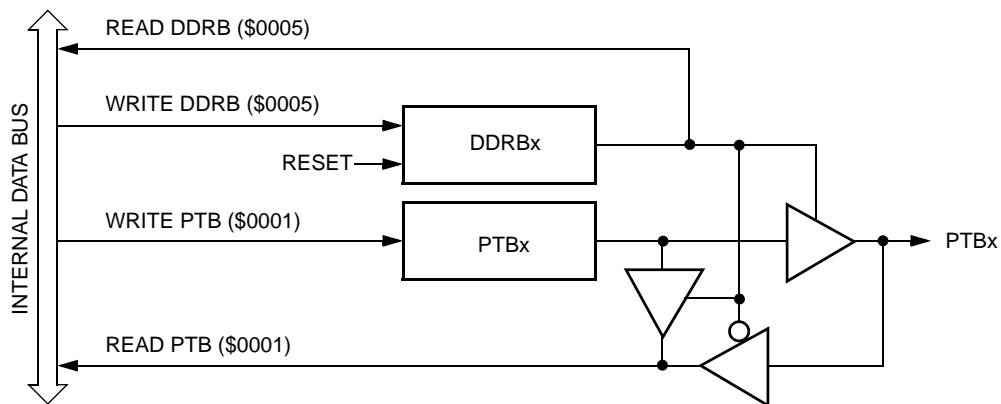 READ DDRB ($0005)
WRITE DDRB ($0005)
DDRBx
RESET
INTERNAL DATA BUS
WRITE PTB ($0001)
PTBx
PTBx
READ PTB ($0001)